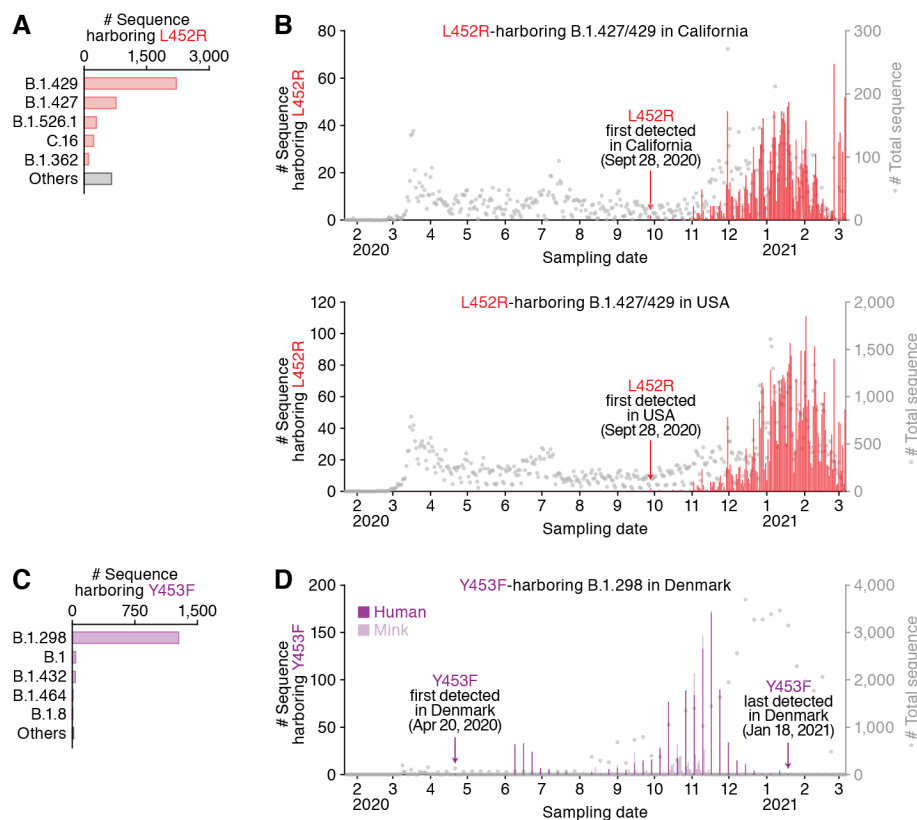 A
# Sequence
harboring L452R
0 1,500 3,000
B.1.429
B.1.427
B.1.526.1
C.16
B.1.362
Others
B
L452R-harboring B.1.427/429 in California
# Sequence
harboring L452R
80
60
40
20
0
L452R
first detected
in California
(Sept 28, 2020)
300
200
100
0
# Total sequence
2 3 4 5 6 7 8 9 10 11 12 1 2 3
2020 2021
Sampling date
L452R-harboring B.1.427/429 in USA
# Sequence
harboring L452R
120
100
80
60
40
20
0
L452R
first detected
in USA
(Sept 28, 2020)
2,000
1,500
1,000
500
0
# Total sequence
2 3 4 5 6 7 8 9 10 11 12 1 2 3
2020 2021
Sampling date
C
# Sequence
harboring Y453F
0 750 1,500
B.1.298
B.1
B.1.432
B.1.464
B.1.8
Others
D
Y453F-harboring B.1.298 in Denmark
# Sequence
harboring Y453F
200
150
100
50
0
Human
Mink
Y453F
first detected
in Denmark
(Apr 20, 2020)
Y453F
last detected
in Denmark
(Jan 18, 2021)
4,000
3,000
2,000
1,000
0
# Total sequence
2 3 4 5 6 7 8 9 10 11 12 1 2 3
2020 2021
Sampling date